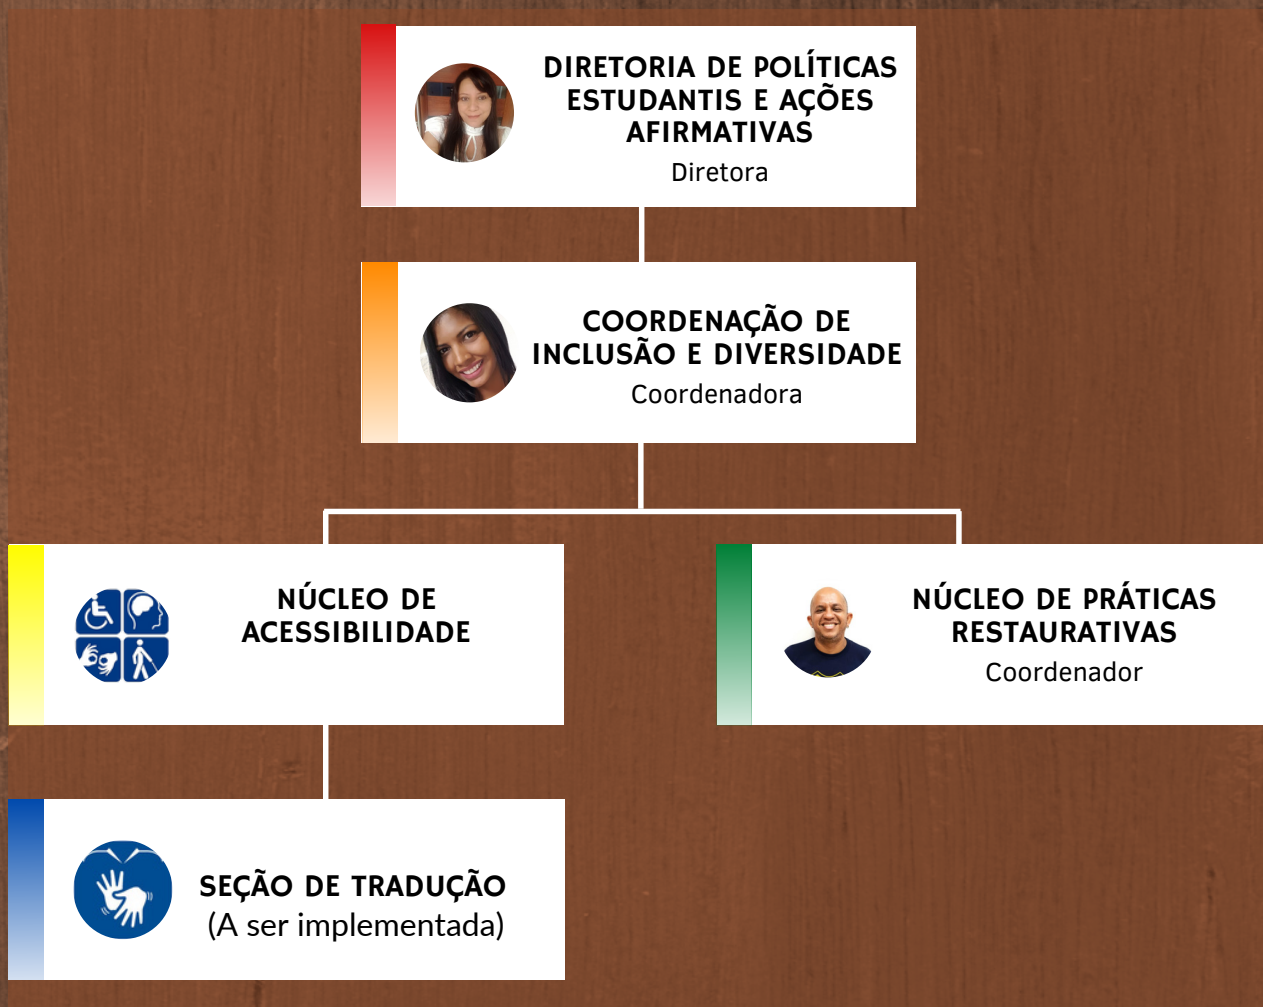 DIRETORIA DE POLÍTICAS
ESTUDANTIS E AÇÕES
AFIRMATIVAS
Diretora
COORDENAÇÃO DE
INCLUSÃO E DIVERSIDADE
Coordenadora
NÚCLEO DE
ACESSIBILIDADE
NÚCLEO DE PRÁTICAS
RESTAURATIVAS
Coordenador
SEÇÃO DE TRADUÇÃO
(A ser implementada)